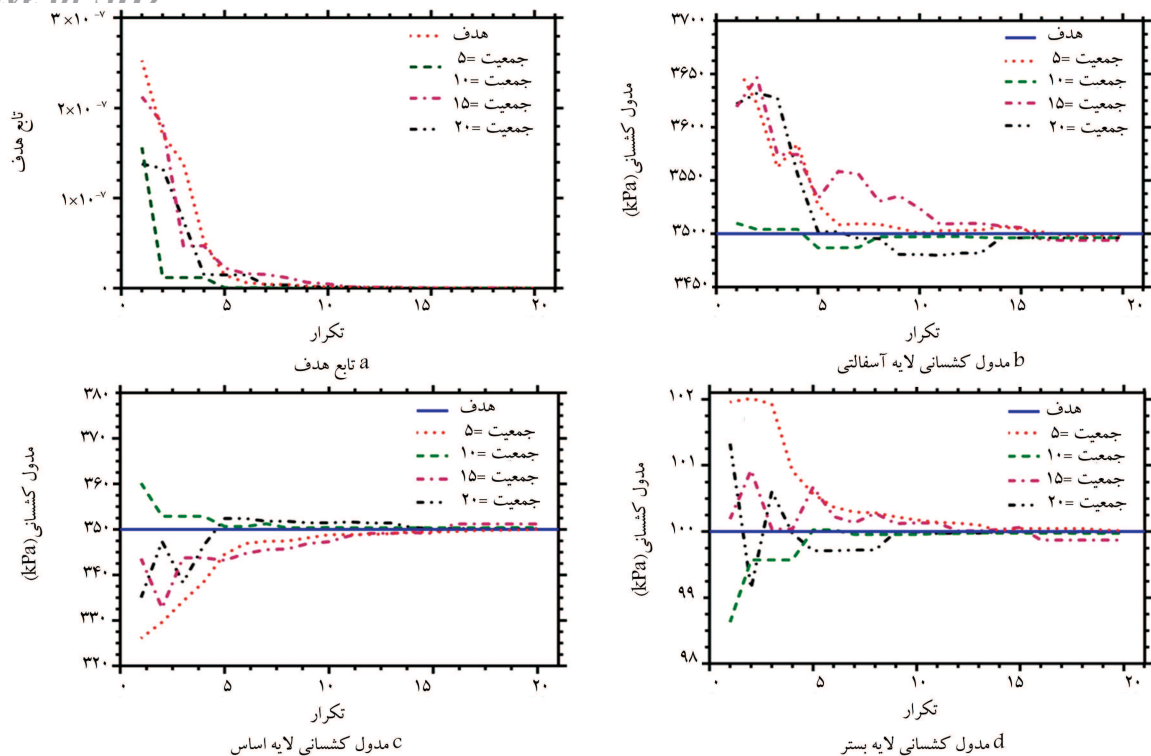 ۳ × ۱۰⁻⁷
۲×۱۰⁻⁷
۱×۱۰⁻⁷
۰
تابع هدف
هدف
جمعیت =۵
جمعیت =۱۰
جمعیت =۱۵
جمعیت =۲۰
۰ ۵ ۱۰ ۱۵ ۲۰
تکرار
a تابع هدف
۳۷۰۰
۳۶۵۰
۳۶۰۰
۳۵۵۰
۳۵۰۰
۳۴۵۰
مدول کشسانی (kPa)
هدف
جمعیت =۵
جمعیت =۱۰
جمعیت =۱۵
جمعیت =۲۰
۰ ۵ ۱۰ ۱۵ ۲۰
تکرار
b مدول کشسانی لایه آسفالتی
۳۸۰
۳۷۰
۳۶۰
۳۵۰
۳۴۰
۳۳۰
۳۲۰
مدول کشسانی (kPa)
هدف
جمعیت =۵
جمعیت =۱۰
جمعیت =۱۵
جمعیت =۲۰
۰ ۵ ۱۰ ۱۵ ۲۰
تکرار
c مدول کشسانی لایه اساس
۱۰۲
۱۰۱
۱۰۰
۹۹
۹۸
مدول کشسانی (kPa)
هدف
جمعیت =۵
جمعیت =۱۰
جمعیت =۱۵
جمعیت =۲۰
۰ ۵ ۱۰ ۱۵ ۲۰
تکرار
d مدول کشسانی لایه بستر